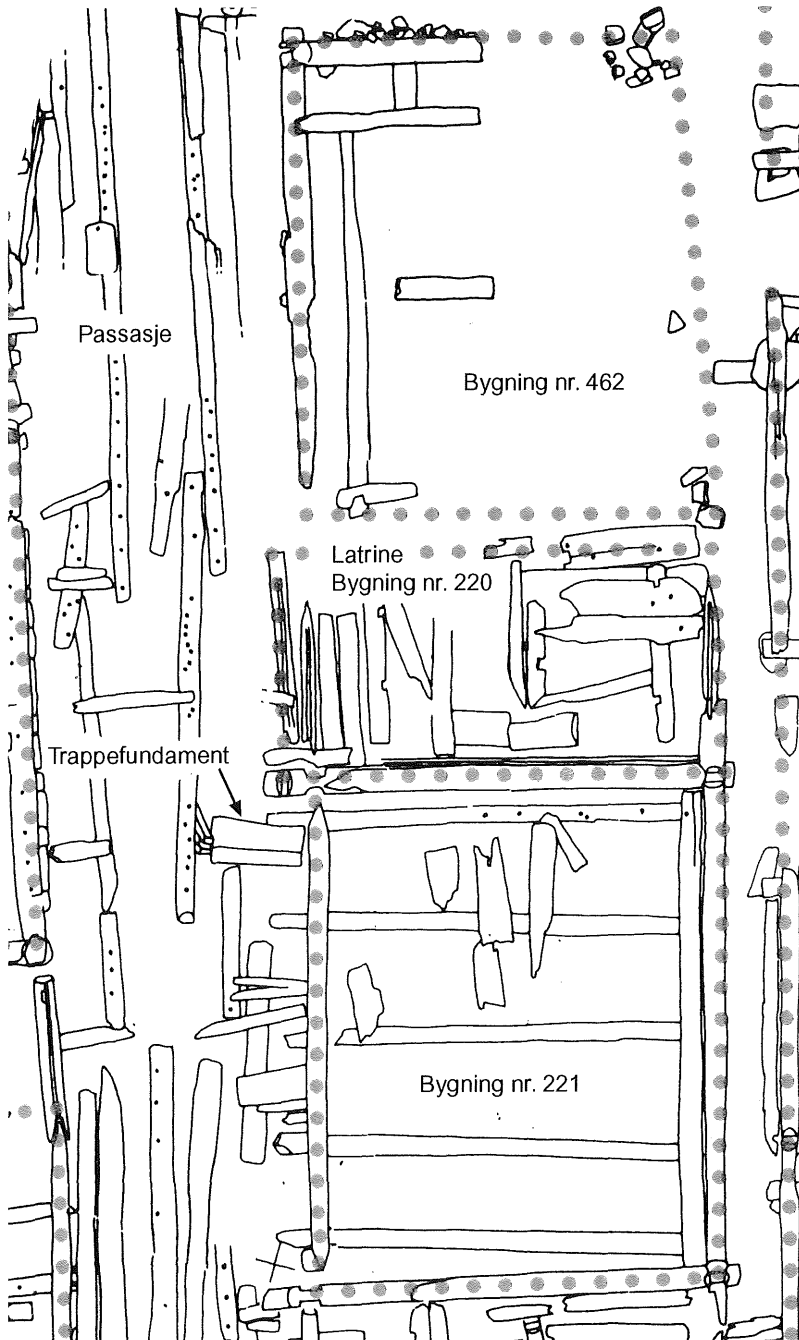 Passasje
Bygning nr. 462
Latrine
Bygning nr. 220
Trappefundament
Bygning nr. 221